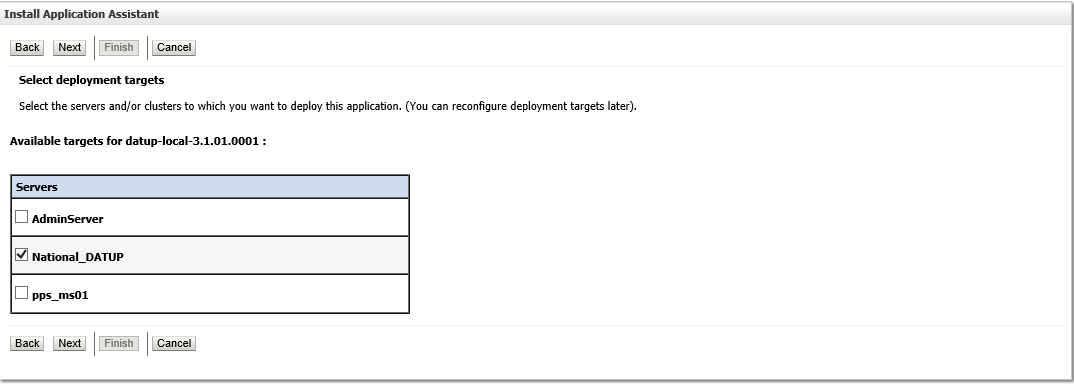 Install Application Assistant
Back Next Finish Cancel
Select deployment targets
Select the servers and/or clusters to which you want to deploy this application. (You can reconfigure deployment targets later).
Available targets for datup-local-3.1.01.0001 :
Servers
AdminServer
National_DATUP
pps_ms01
Back Next Finish Cancel